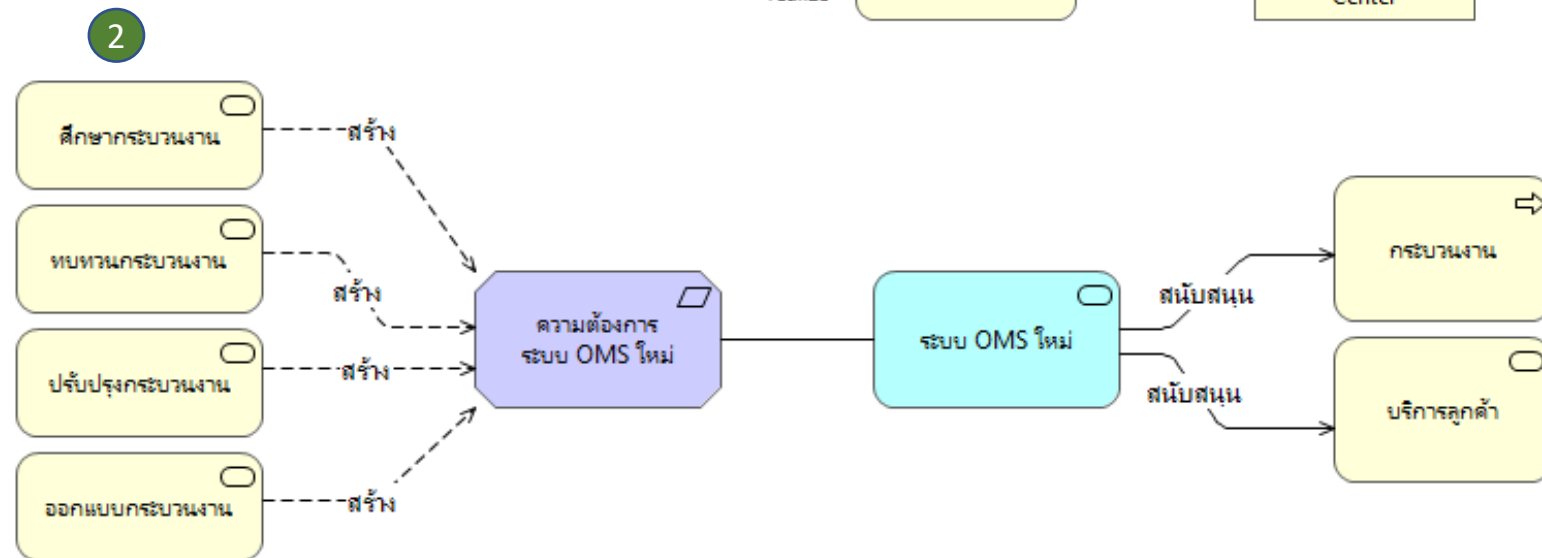 2
ศึกษากระบวนงาน
สร้าง
ทบทวนกระบวนงาน
สร้าง
ปรับปรุงกระบวนงาน
สร้าง
ออกแบบกระบวนงาน
สร้าง
ความต้องการ
ระบบ OMS ใหม่
ระบบ OMS ใหม่
สนับสนุน
กระบวนงาน
สนับสนุน
บริการลูกค้า